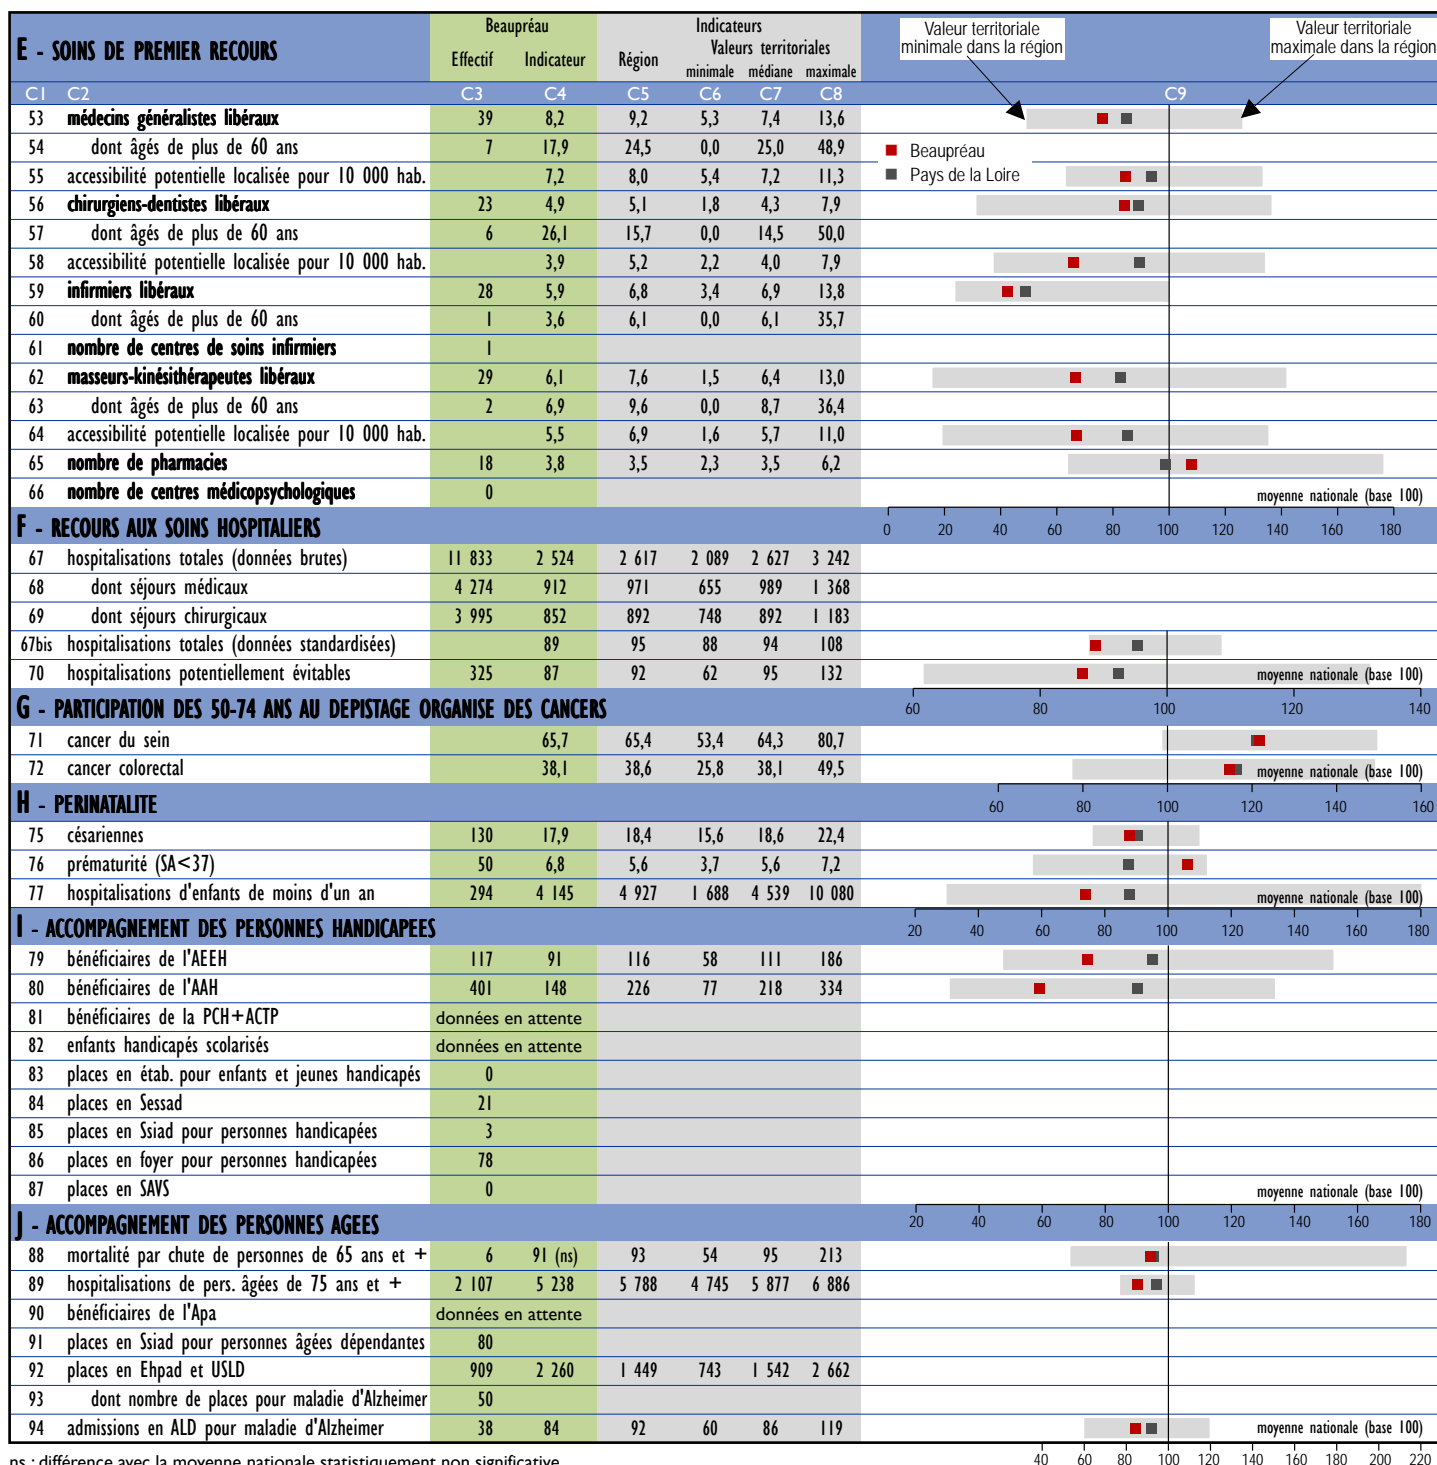 E - SOINS DE PREMIER RECOURS
Beaupréau
Effectif Indicateur
Indicateurs
Région
Valeurs territoriales
minimale médiane maximale
Valeur territoriale
minimale dans la région
Valeur territoriale
maximale dans la région
C1 C2 C3 C4 C5 C6 C7 C8 C9
53 médecins généralistes libéraux 39 8,2 9,2 5,3 7,4 13,6
54 dont âgés de plus de 60 ans 7 17,9 24,5 0,0 25,0 48,9
Beaupréau
Pays de la Loire
55 accessibilité potentielle localisée pour 10 000 hab. 7,2 8,0 5,4 7,2 11,3
56 chirurgiens-dentistes libéraux 23 4,9 5,1 1,8 4,3 7,9
57 dont âgés de plus de 60 ans 6 26,1 15,7 0,0 14,5 50,0
58 accessibilité potentielle localisée pour 10 000 hab. 3,9 5,2 2,2 4,0 7,9
59 infirmiers libéraux 28 5,9 6,8 3,4 6,9 13,8
60 dont âgés de plus de 60 ans 1 3,6 6,1 0,0 6,1 35,7
61 nombre de centres de soins infirmiers 1
62 masseurs-kinésithérapeutes libéraux 29 6,1 7,6 1,5 6,4 13,0
63 dont âgés de plus de 60 ans 2 6,9 9,6 0,0 8,7 36,4
64 accessibilité potentielle localisée pour 10 000 hab. 5,5 6,9 1,6 5,7 11,0
65 nombre de pharmacies 18 3,8 3,5 2,3 3,5 6,2
66 nombre de centres médicopsychologiques 0 moyenne nationale (base 100)
F - RECOURS AUX SOINS HOSPITALIERS 0 20 40 60 80 100 120 140 160 180
67 hospitalisations totales (données brutes) 11 833 2 524 2 617 2 089 2 627 3 242
68 dont séjours médicaux 4 274 912 971 655 989 1 368
69 dont séjours chirurgicaux 3 995 852 892 748 892 1 183
67bis hospitalisations totales (données standardisées) 89 95 88 94 108
70 hospitalisations potentiellement évitables 325 87 92 62 95 132 moyenne nationale (base 100)
G - PARTICIPATION DES 50-74 ANS AU DEPISTAGE ORGANISE DES CANCERS 60 80 100 120 140
71 cancer du sein 65,7 65,4 53,4 64,3 80,7
72 cancer colorectal 38,1 38,6 25,8 38,1 49,5 moyenne nationale (base 100)
H - PERINATALITE 60 80 100 120 140 160
75 césariennes 130 17,9 18,4 15,6 18,6 22,4
76 prématurité (SA<37) 50 6,8 5,6 3,7 5,6 7,2
77 hospitalisations d'enfants de moins d'un an 294 4 145 4 927 1 688 4 539 10 080 moyenne nationale (base 100)
I - ACCOMPAGNEMENT DES PERSONNES HANDICAPEES 20 40 60 80 100 120 140 160 180
79 bénéficiaires de l'AEEH 117 91 116 58 111 186
80 bénéficiaires de l'AAH 401 148 226 77 218 334
81 bénéficiaires de la PCH+ACTP données en attente
82 enfants handicapés scolarisés données en attente
83 places en étab. pour enfants et jeunes handicapés 0
84 places en Sessad 21
85 places en Ssiad pour personnes handicapées 3
86 places en foyer pour personnes handicapées 78
87 places en SAVS 0 moyenne nationale (base 100)
J - ACCOMPAGNEMENT DES PERSONNES AGEES 20 40 60 80 100 120 140 160 180
88 mortalité par chute de personnes de 65 ans et + 6 91 (ns) 93 54 95 213
89 hospitalisations de pers. âgées de 75 ans et + 2 107 5 238 5 788 4 745 5 877 6 886
90 bénéficiaires de l'Apa données en attente
91 places en Ssiad pour personnes âgées dépendantes 80
92 places en Ehpad et USLD 909 2 260 1 449 743 1 542 2 662
93 dont nombre de places pour maladie d'Alzheimer 50
94 admissions en ALD pour maladie d'Alzheimer 38 84 92 60 86 119 moyenne nationale (base 100)
40 60 80 100 120 140 160 180 200 220
ns : différence avec la moyenne nationale statistiquement non significative